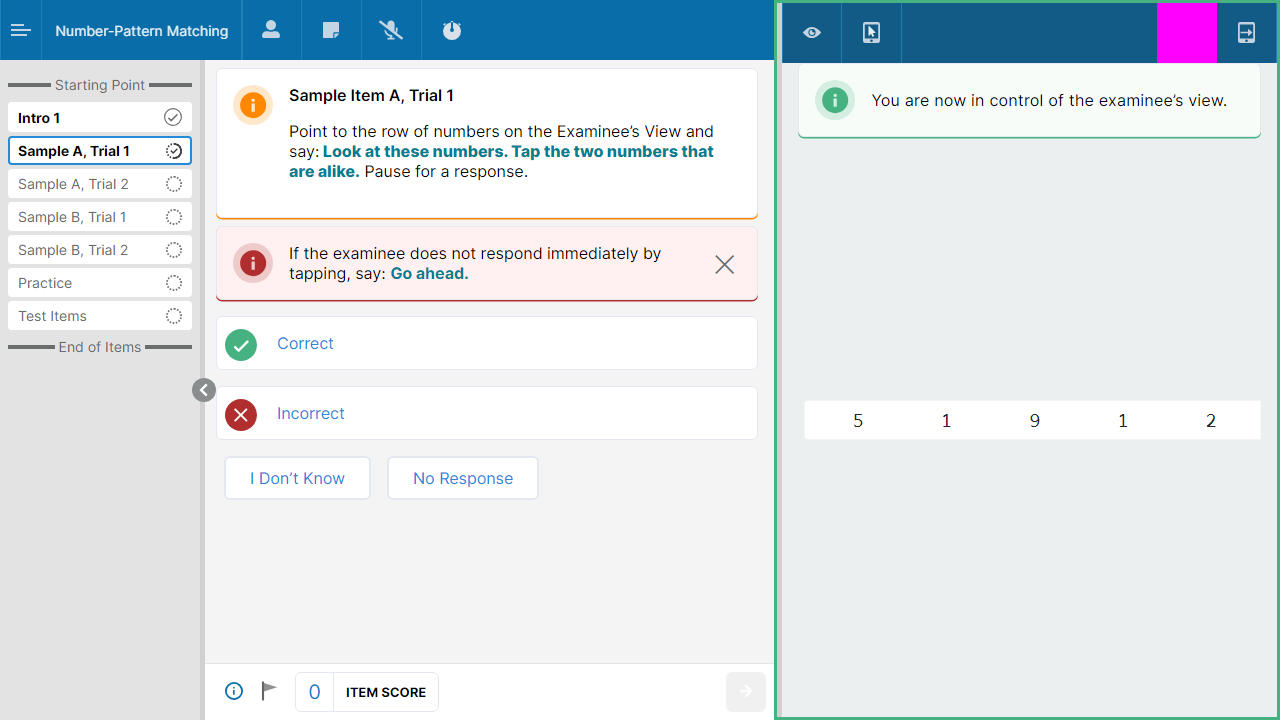 Number-Pattern Matching
Starting Point
Intro 1
Sample A, Trial 1
Sample A, Trial 2
Sample B, Trial 1
Sample B, Trial 2
Practice
Test Items
End of Items
Sample Item A, Trial 1
Point to the row of numbers on the Examinee’s View and
say: Look at these numbers. Tap the two numbers that
are alike. Pause for a response.
If the examinee does not respond immediately by
tapping, say: Go ahead.
Correct
Incorrect
I Don’t Know No Response
0 ITEM SCORE
You are now in control of the examinee’s view.
5 1 9 1 2